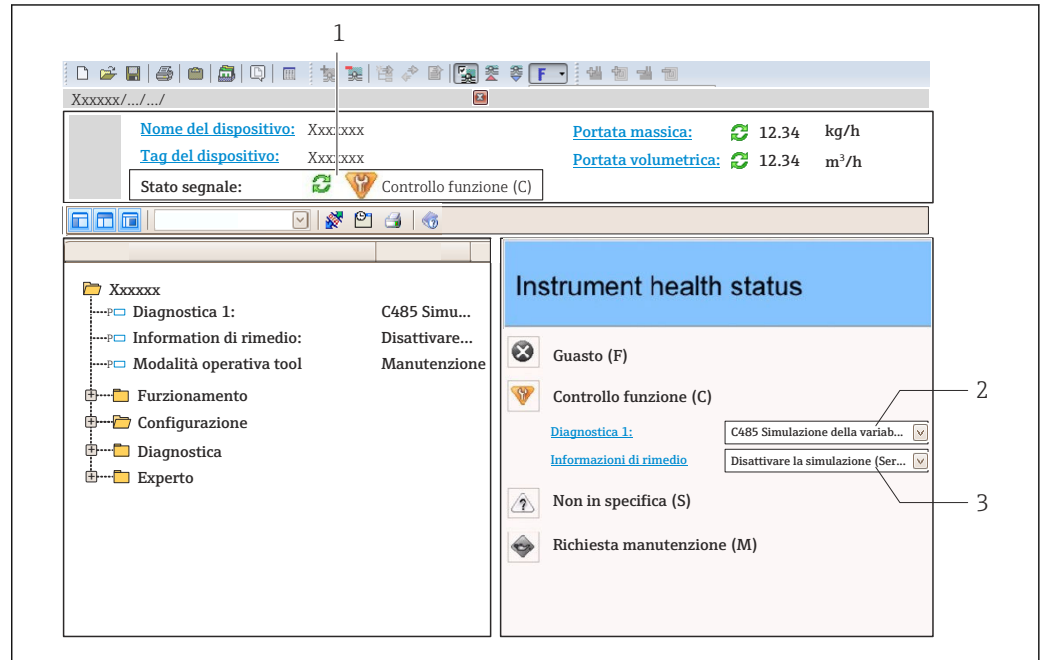 1
F
Xxxxxx/.../.../
Nome del dispositivo: Xxxxxxx Portata massica: 12.34 kg/h
Tag del dispositivo: Xxxxxxx Portata volumetrica: 12.34 m³/h
Stato segnale: Controllo funzione (C)
Xxxxxx
Diagnostica 1: C485 Simu...
Information di rimedio: Disattivare...
Modalità operativa tool Manutenzione
Furzionamento
Configurazione
Diagnostica
Experto
Instrument health status
Guasto (F)
Controllo funzione (C)
Diagnostica 1: C485 Simulazione della variab...
Informazioni di rimedio Disattivare la simulazione (Ser...
Non in specifica (S)
Richiesta manutenzione (M)
2
3